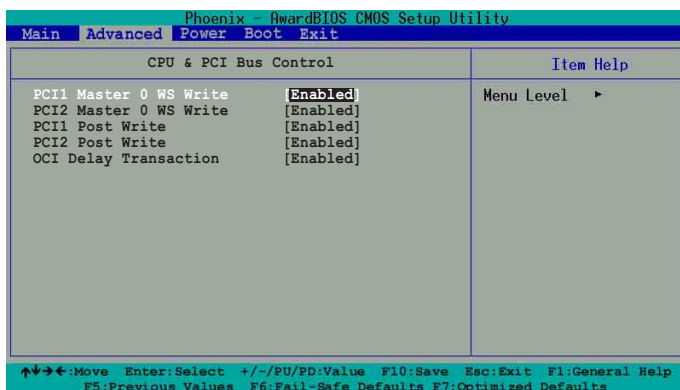 Phoenix - AwardBIOS CMOS Setup Utility
Main Advanced Power Boot Exit
CPU & PCI Bus Control
Item Help
PCI1 Master 0 WS Write [Enabled]
Menu Level ►
PCI2 Master 0 WS Write [Enabled]
PCI1 Post Write [Enabled]
PCI2 Post Write [Enabled]
OCI Delay Transaction [Enabled]
↑↓→←:Move Enter:Select +/-/PU/PD:Value F10:Save Esc:Exit F1:General Help
F5:Previous Values F6:Fail-Safe Defaults F7:Optimized Defaults